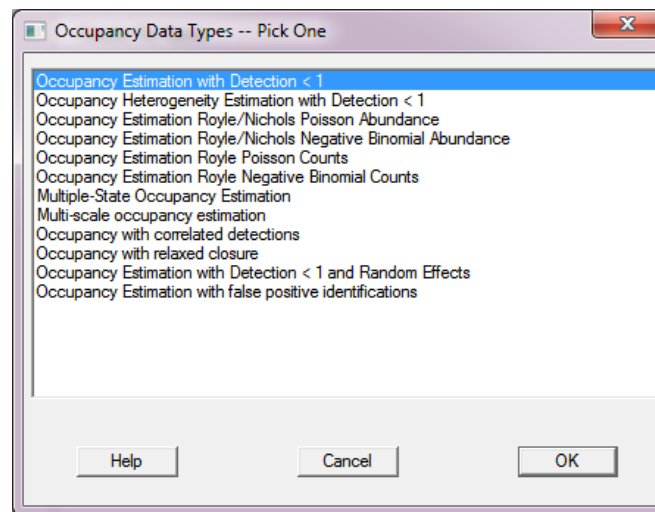 Occupancy Data Types -- Pick One
Occupancy Estimation with Detection < 1
Occupancy Heterogeneity Estimation with Detection < 1
Occupancy Estimation Royle/Nichols Poisson Abundance
Occupancy Estimation Royle/Nichols Negative Binomial Abundance
Occupancy Estimation Royle Poisson Counts
Occupancy Estimation Royle Negative Binomial Counts
Multiple-State Occupancy Estimation
Multi-scale occupancy estimation
Occupancy with correlated detections
Occupancy with relaxed closure
Occupancy Estimation with Detection < 1 and Random Effects
Occupancy Estimation with false positive identifications
Help Cancel OK